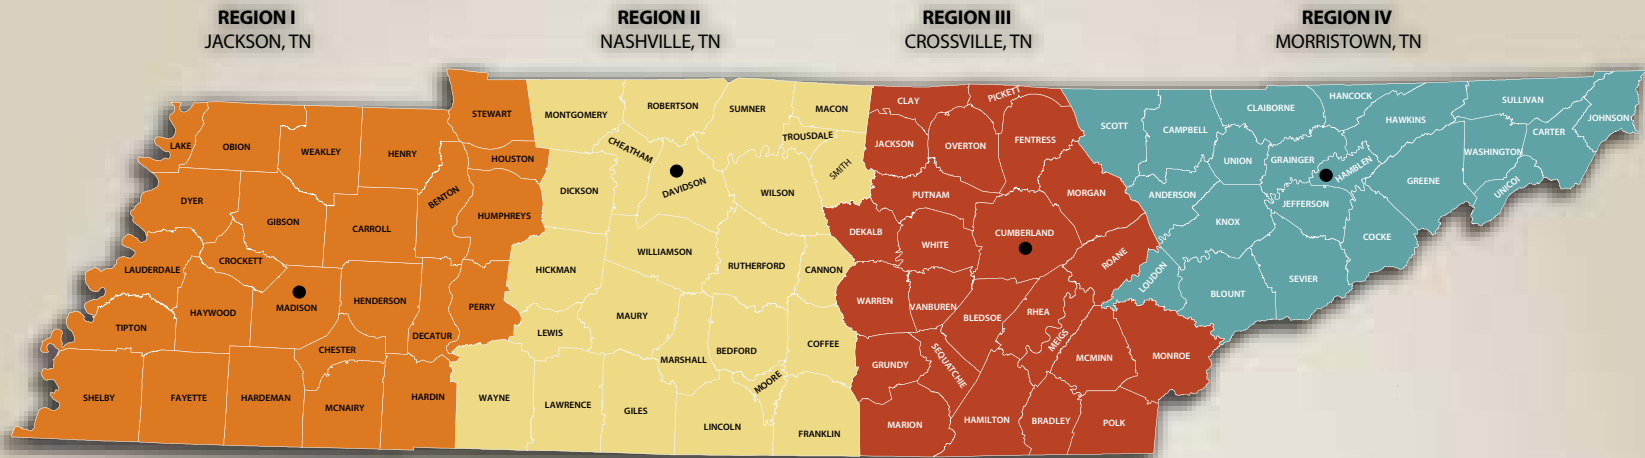 REGION I
JACKSON, TN
REGION II
NASHVILLE, TN
REGION III
CROSSVILLE, TN
REGION IV
MORRISTOWN, TN
LAKE
OBION
WEAKLEY
HENRY
STEWART
HOUSTON
BENTON
HUMPHREYS
DYER
GIBSON
CARROLL
CROCKETT
LAUDERDALE
HAYWOOD
MADISON
HENDERSON
PERRY
DECATUR
TIPTON
CHESTER
SHELBY
FAYETTE
HARDEMAN
MCNAIRY
HARDIN
MONTGOMERY
ROBERTSON
SUMNER
MACON
TROUSDALE
CHEATHAM
SMITH
DICKSON
DAVIDSON
WILSON
WILLIAMSON
RUTHERFORD
CANNON
HICKMAN
MAURY
LEWIS
MARSHALL
BEDFORD
COFFEE
MOORE
WAYNE
LAWRENCE
GILES
LINCOLN
FRANKLIN
CLAY
PICKETT
JACKSON
OVERTON
FENTRESS
PUTNAM
MORGAN
DEKALB
WHITE
CUMBERLAND
ROANE
WARREN
VANBUREN
BLEDSOE
RHEA
MEIGS
MCMINN
MONROE
GRUNDY
SEQUATCHIE
MARION
HAMILTON
BRADLEY
POLK
SCOTT
CAMPBELL
CLAIBORNE
HANCOCK
HAWKINS
SULLIVAN
JOHNSON
CARTER
WASHINGTON
UNICOI
UNION
GRAINGER
HAMBLEN
GREENE
ANDERSON
KNOX
JEFFERSON
COCKE
SEVIER
BLOUNT
LOUDON